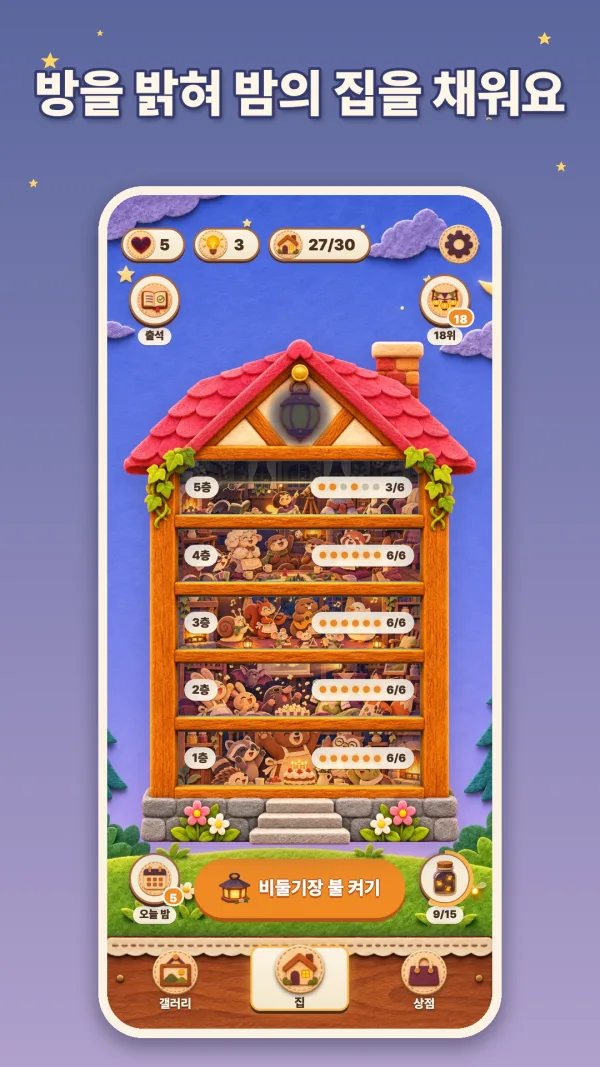 방을 밝혀 밤의 집을 채워요
5
3
27/30
출석
18
18위
5층
3/6
4층
6/6
3층
6/6
2층
6/6
1층
6/6
비둘기장 불 켜기
5
오늘 밤
9/15
갤러리
집
상점